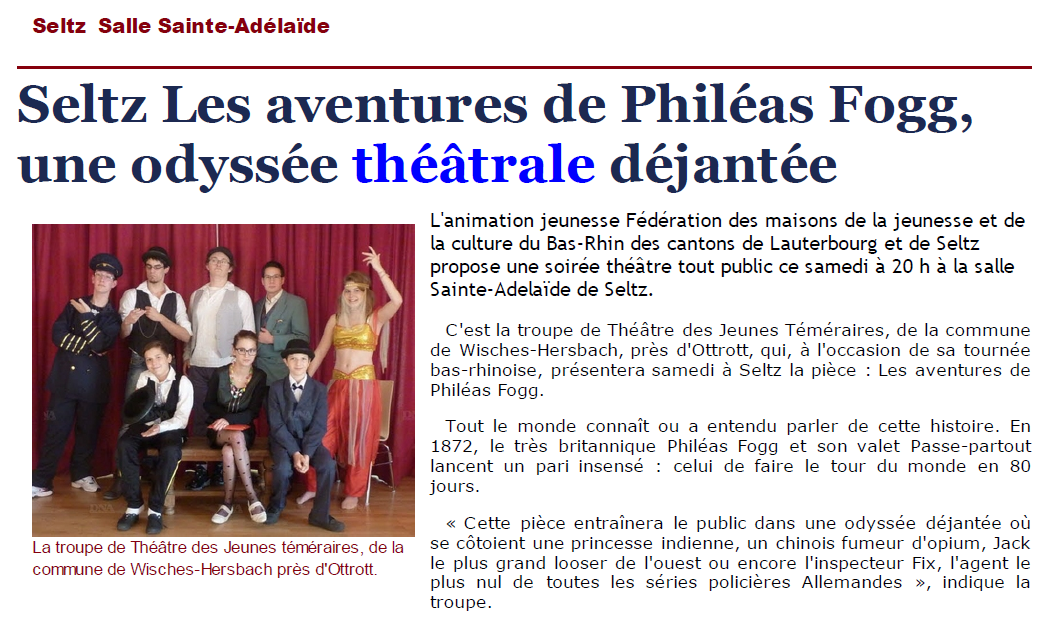 Seltz Salle Sainte-Adélaïde
Seltz Les aventures de Philéas Fogg,
une odyssée théâtrale déjantée
L'animation jeunesse Fédération des maisons de la jeunesse et de
la culture du Bas-Rhin des cantons de Lauterbourg et de Seltz
propose une soirée théâtre tout public ce samedi à 20 h à la salle
Sainte-Adelaïde de Seltz.
C'est la troupe de Théâtre des Jeunes Téméraires, de la commune
de Wisches-Hersbach, près d'Ottrott, qui, à l'occasion de sa tournée
bas-rhinoise, présentera samedi à Seltz la pièce : Les aventures de
Philéas Fogg.
Tout le monde connaît ou a entendu parler de cette histoire. En
1872, le très britannique Philéas Fogg et son valet Passe-partout
lancent un pari insensé : celui de faire le tour du monde en 80
jours.
« Cette pièce entraînera le public dans une odyssée déjantée où
se côtoient une princesse indienne, un chinois fumeur d'opium, Jack
le plus grand looser de l'ouest ou encore l'inspecteur Fix, l'agent le
plus nul de toutes les séries policières Allemandes », indique la
troupe.
La troupe de Théâtre des Jeunes téméraires, de la
commune de Wisches-Hersbach près d'Ottrott.